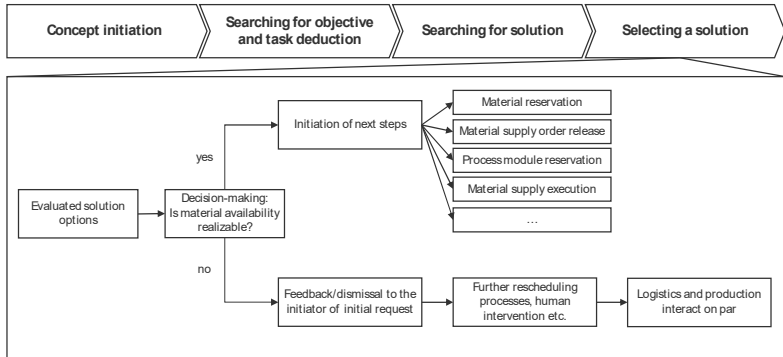 Concept initiation
Searching for objective
and task deduction
Searching for solution
Selecting a solution
Initiation of next steps
Material reservation
Material supply order release
Process module reservation
Material supply execution
...
yes
Evaluated solution
options
Decision-making:
Is material availability
realizable?
no
Feedback/dismissal to the
initiator of initial request
Further rescheduling
processes, human
intervention etc.
Logistics and production
interact on par